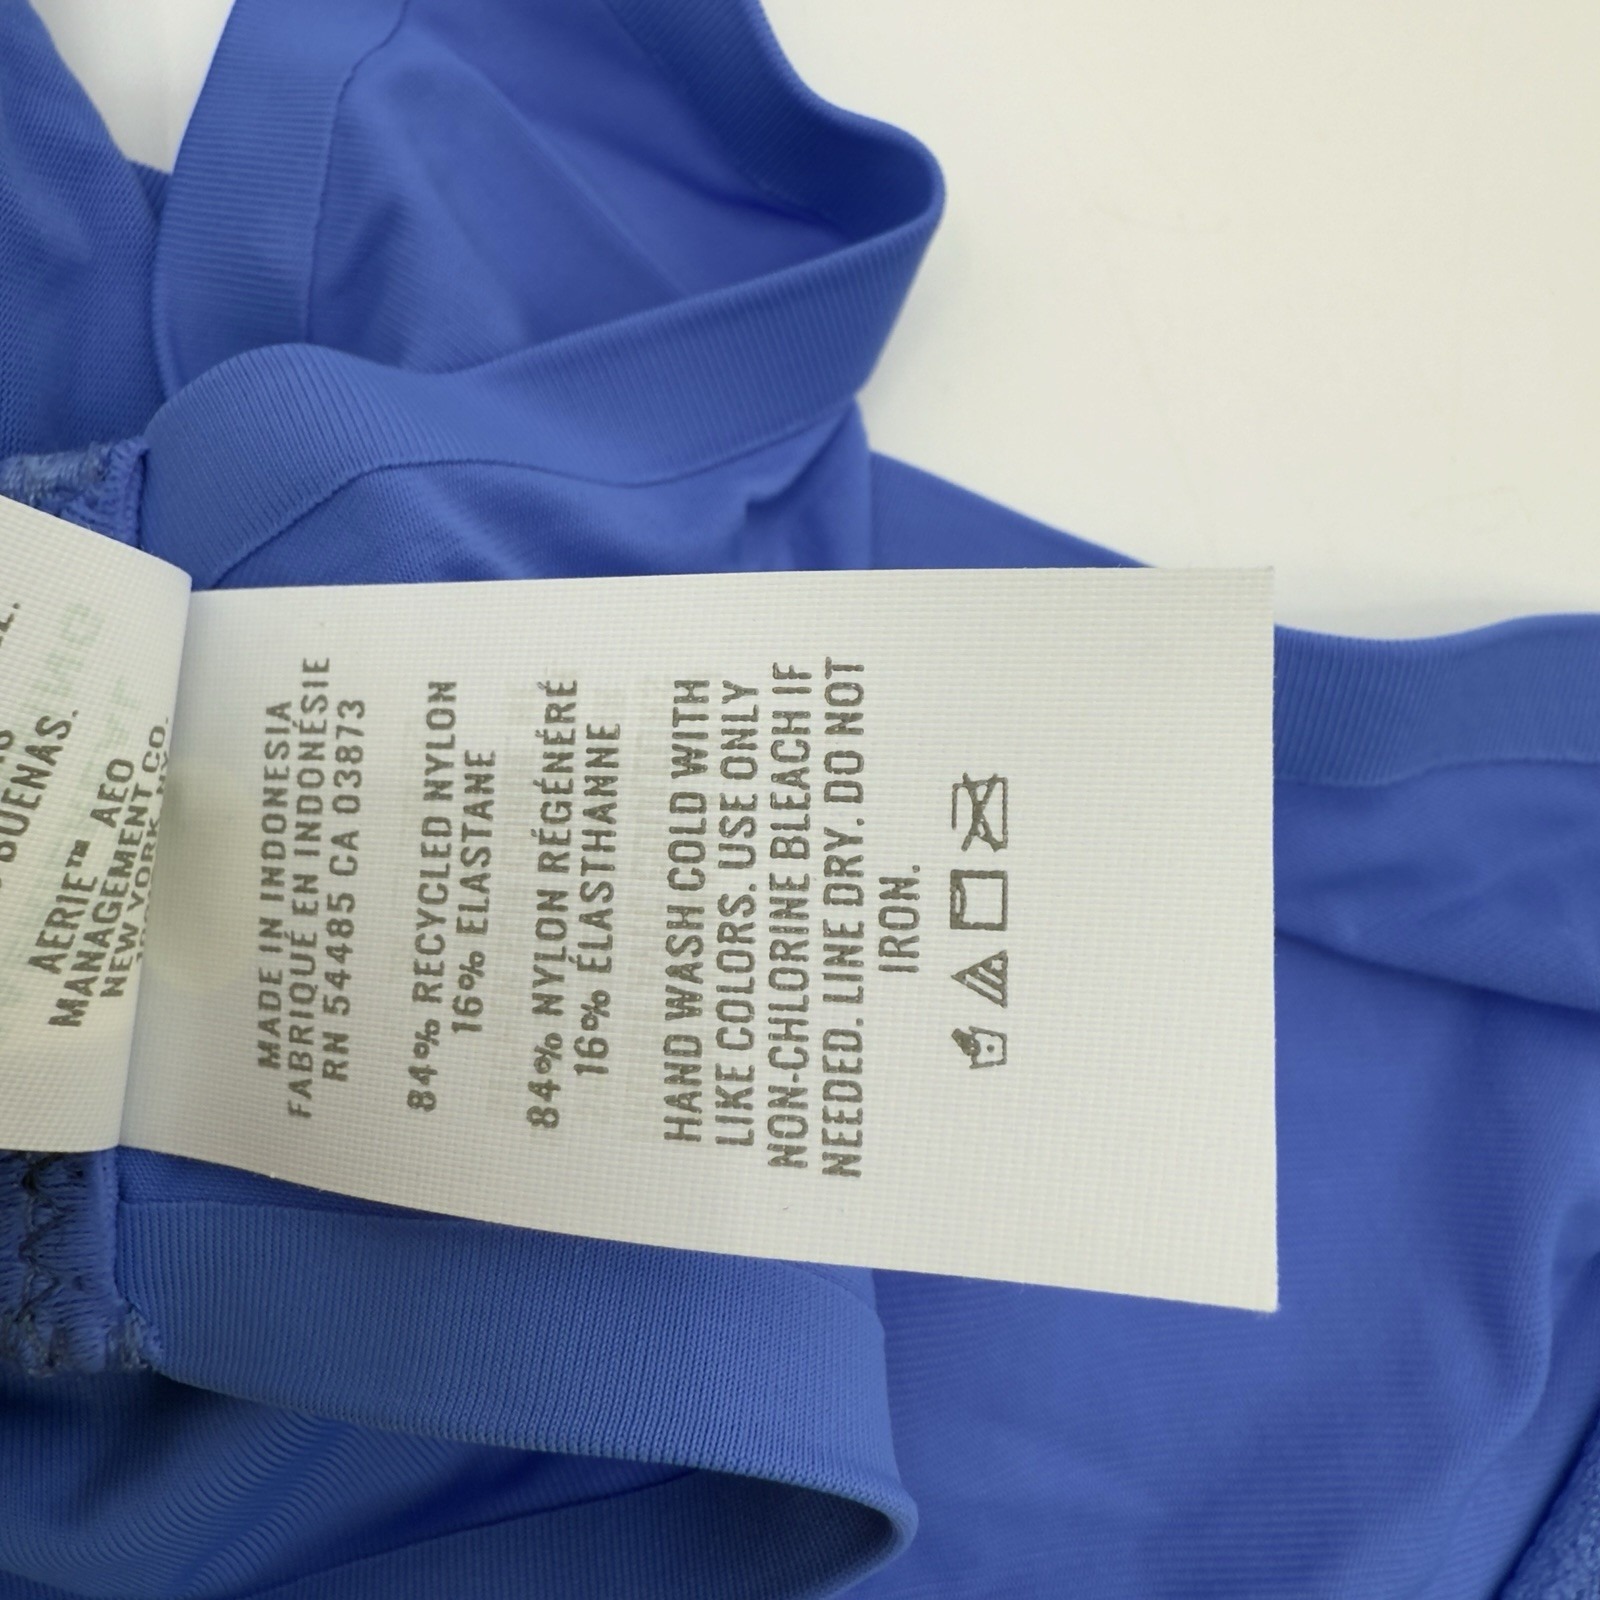 BUENAS.
AERIE™ AEO
MANAGEMENT CO.
NEW YORK, NY.
MADE IN INDONESIA
FABRIQUÉ EN INDONÉSIE
RN 54485 CA 03873
84% RECYCLED NYLON
16% ELASTANE
84% NYLON RÉGÉNÉRÉ
16% ÉLASTHANNE
HAND WASH COLD WITH
LIKE COLORS. USE ONLY
NON-CHLORINE BLEACH IF
NEEDED. LINE DRY. DO NOT
IRON.